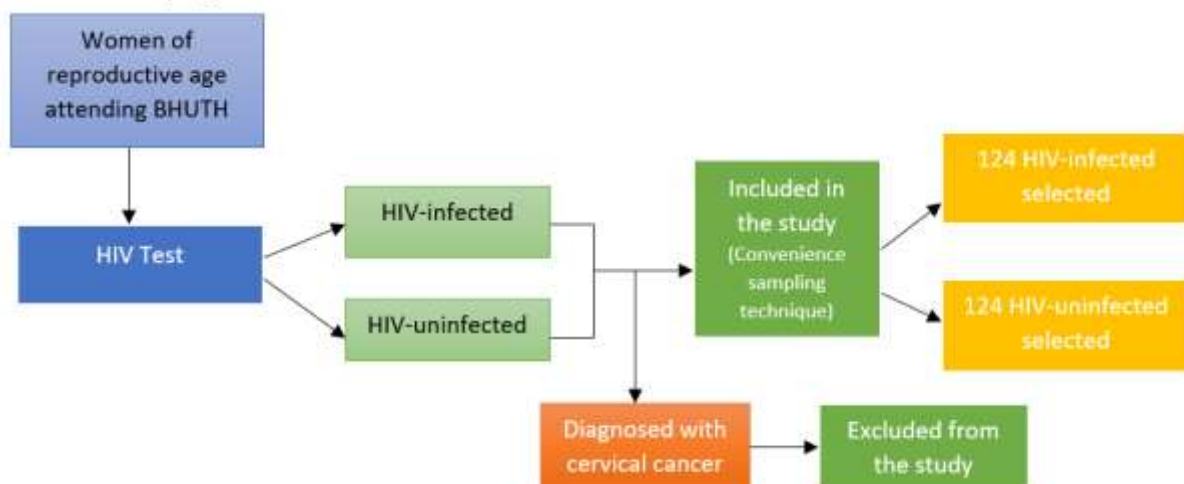 Women of
reproductive age
attending BHUTH
HIV Test
HIV-infected
HIV-uninfected
Included in
the study
(Convenience
sampling
technique)
124 HIV-infected
selected
124 HIV-uninfected
selected
Diagnosed with
cervical cancer
Excluded from
the study